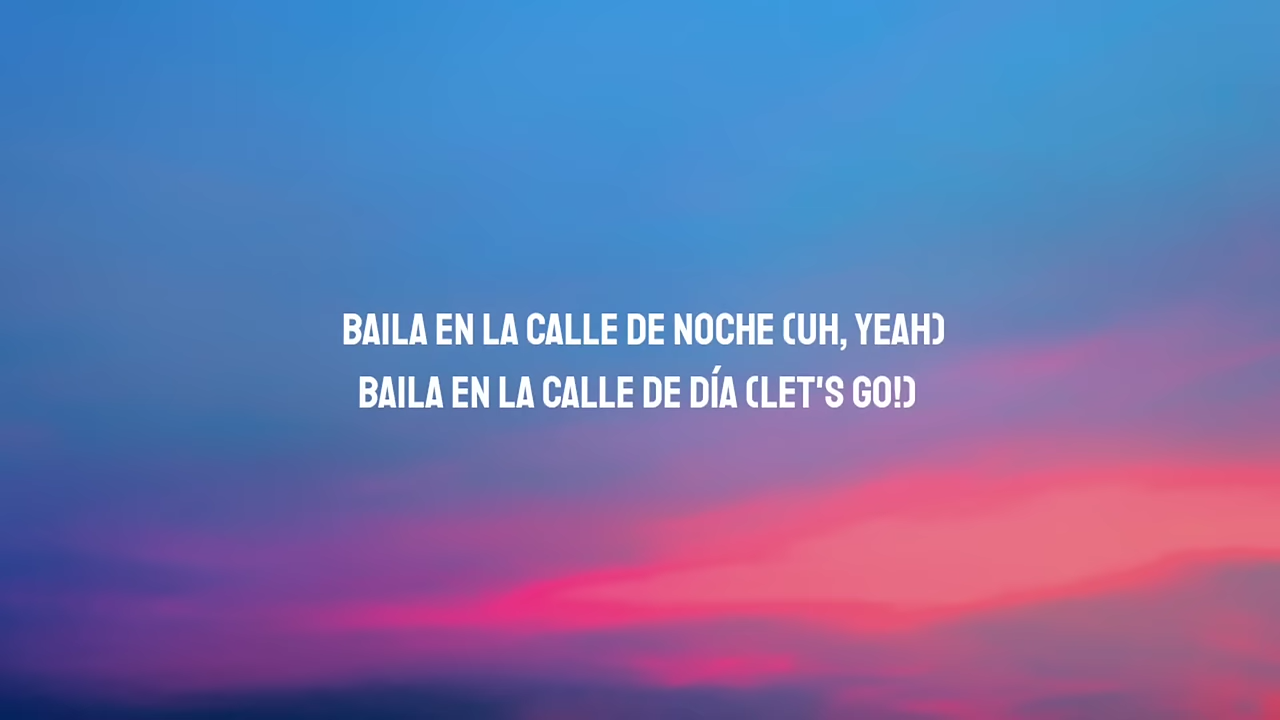 BAILA EN LA CALLE DE NOCHE (UH, YEAH)
BAILA EN LA CALLE DE DÍA (LET'S GO!)